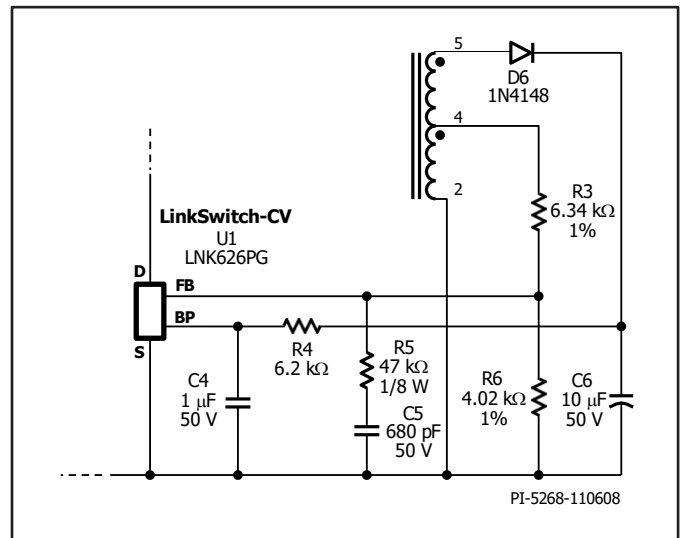 5
D6
1N4148
4
2
R3
6.34 kΩ
1%
LinkSwitch-CV
U1
LNK626PG
D
FB
BP
S
R4
6.2 kΩ
R5
47 kΩ
1/8 W
C4
1 μF
50 V
C5
680 pF
50 V
R6
4.02 kΩ
1%
C6
10 μF
50 V
PI-5268-110608